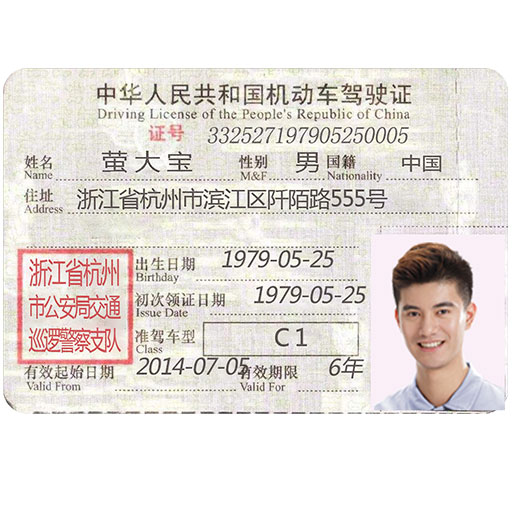 中华人民共和国机动车驾驶证
Driving License of the People's Republic of China
证号 332527197905250005
姓名 萤大宝 性别 男 国籍 中国
Name M&F Nationality
住址 浙江省杭州市滨江区阡陌路555号
Address
浙江省杭州
市公安局交通
巡逻警察支队
出生日期 1979-05-25
Birthday
初次领证日期 1979-05-25
Issue Date
准驾车型 C1
Class
有效起始日期 2014-07-05 有效期限 6年
Valid From Valid For